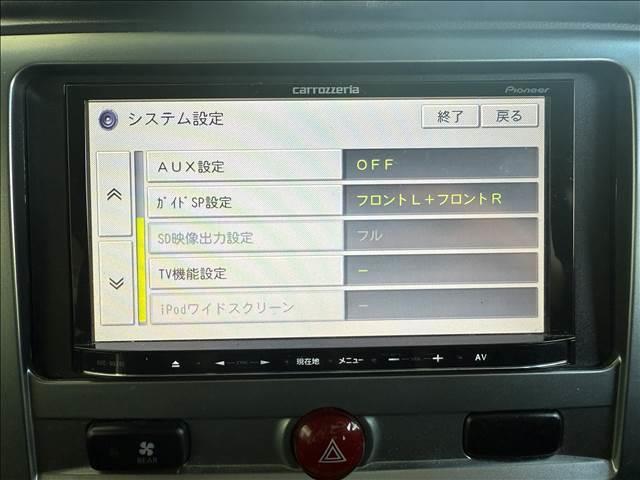 carrozzeria
Pioneer
システム設定
終了
戻る
AUX設定
OFF
ｶﾞｲﾄﾞSP設定
フロントL+フロントR
SD映像出力設定
フル
TV機能設定
−
iPodワイドスクリーン
−
現在地
メニュー
− +
AV
REAR